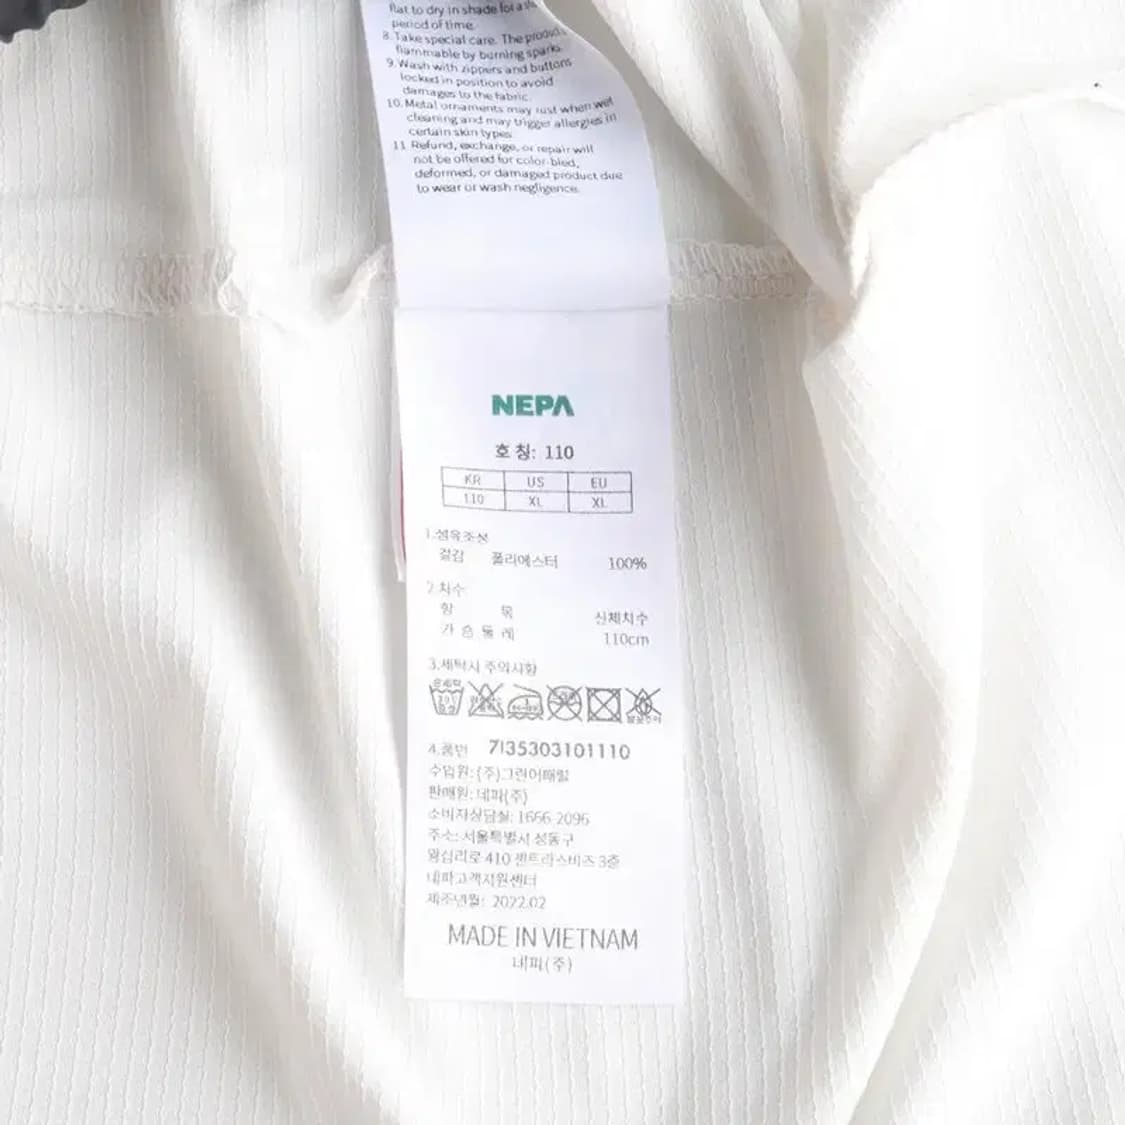 flat to dry in shade for a
period of time.
8.Take special care. The products
flammable by burning sparks.
9.Wash with zippers and buttons
locked in position to avoid
damages to the fabric.
10.Metal ornaments may rust when wet
cleaning and may trigger allergies in
certain skin types.
11 Refund, exchange, or repair will
not be offered for color-bled,
deformed, or damaged product due
to wear or wash negligence.
NEPA
호 칭: 110
KR US EU
110 XL XL
1.섬유조성
겉감 폴리에스터 100%
2.치수
항 목 신체치수
가 슴 둘 레 110cm
3.세탁시 주의사항
손세탁
4.품번 7I35303101110
수입원: (주)그린어패럴
판매원: 네파(주)
소비자상담실: 1666-2096
주소: 서울특별시 성동구
왕십리로 410 센트라스비즈 3층
네파고객지원센터
제조년월: 2022.02
MADE IN VIETNAM
네파(주)